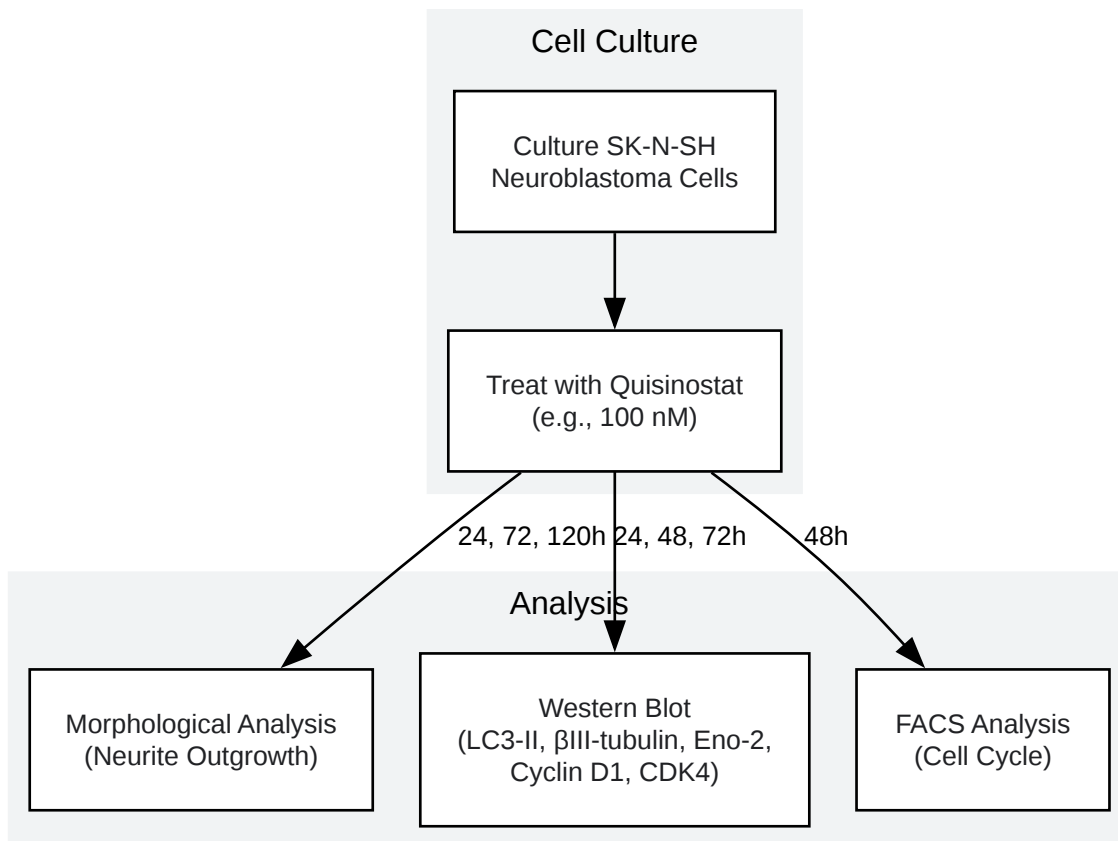 Cell Culture
Culture SK-N-SH
Neuroblastoma Cells
Treat with Quisinostat
(e.g., 100 nM)
24, 72, 120h
24, 48, 72h
48h
Analysis
Morphological Analysis
(Neurite Outgrowth)
Western Blot
(LC3-II, βIII-tubulin, Eno-2,
Cyclin D1, CDK4)
FACS Analysis
(Cell Cycle)